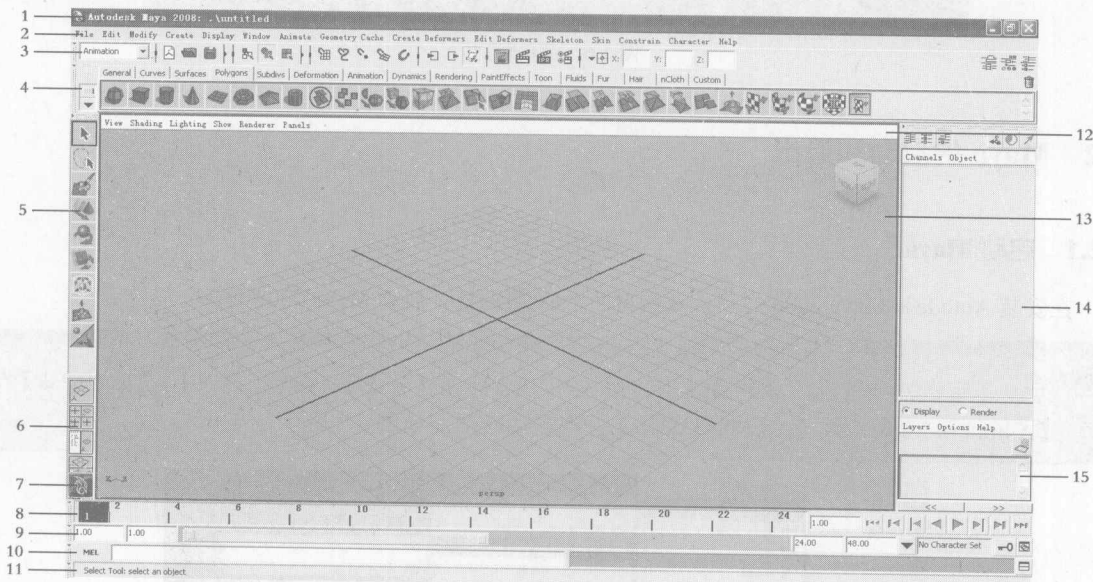 1 Autodesk Maya 2008: .\untitled
2 File Edit Modify Create Display Window Animate Geometry Cache Create Deformers Edit Deformers Skeleton Skin Constrain Character Help
3 Animation X: Y: Z:
General Curves Surfaces Polygons Subdivs Deformation Animation Dynamics Rendering PaintEffects Toon Fluids Fur Hair nCloth Custom
4
View Shading Lighting Show Renderer Panels 12
Channels Object
5 13
14
Display Render
6 Layers Options Help
7 persp 15
<< >>
8 1 2 4 6 8 10 12 14 16 18 20 22 24 1.00
9 1.00 1.00 24.00 48.00 No Character Set
10 MEL
11 Select Tool: select an object